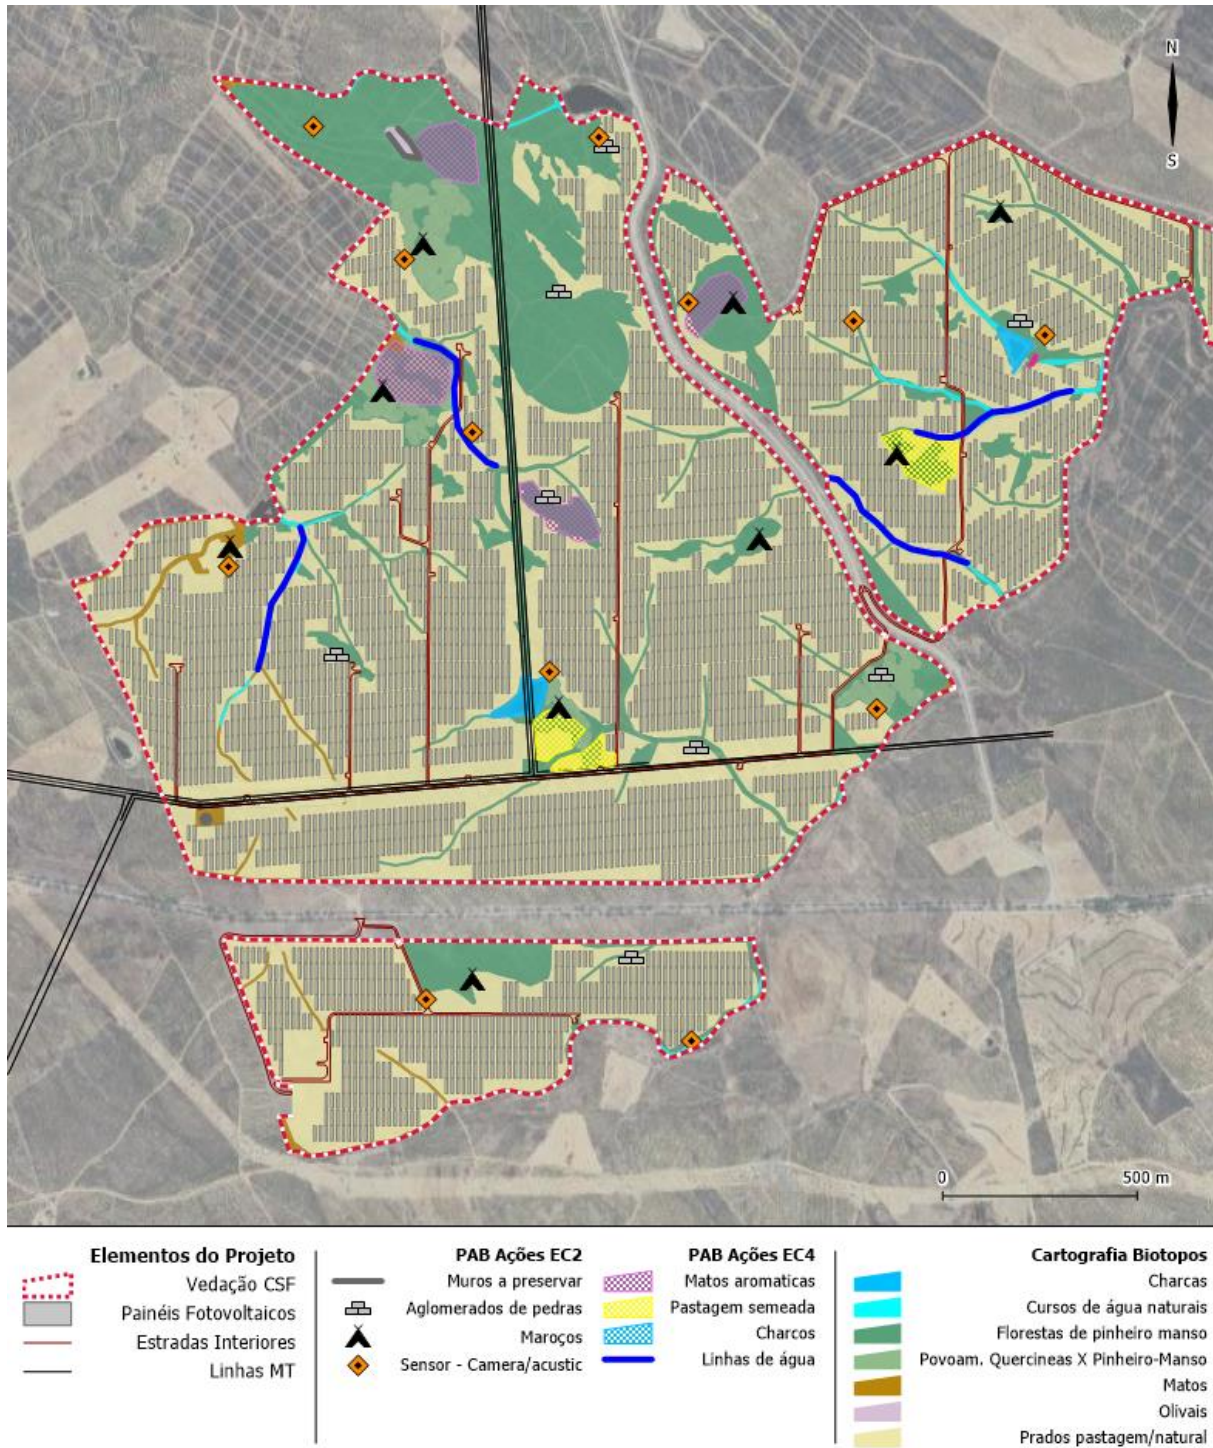 N
S
0 500 m
Elementos do Projeto
Vedação CSF
Painéis Fotovoltaicos
Estradas Interiores
Linhas MT
PAB Ações EC2
Muros a preservar
Aglomerados de pedras
Maroços
Sensor - Camera/acustic
PAB Ações EC4
Matos aromaticas
Pastagem semeada
Charcos
Linhas de água
Cartografia Biotopos
Charcas
Cursos de água naturais
Florestas de pinheiro manso
Povoam. Quercineas X Pinheiro-Manso
Matos
Olivais
Prados pastagem/natural